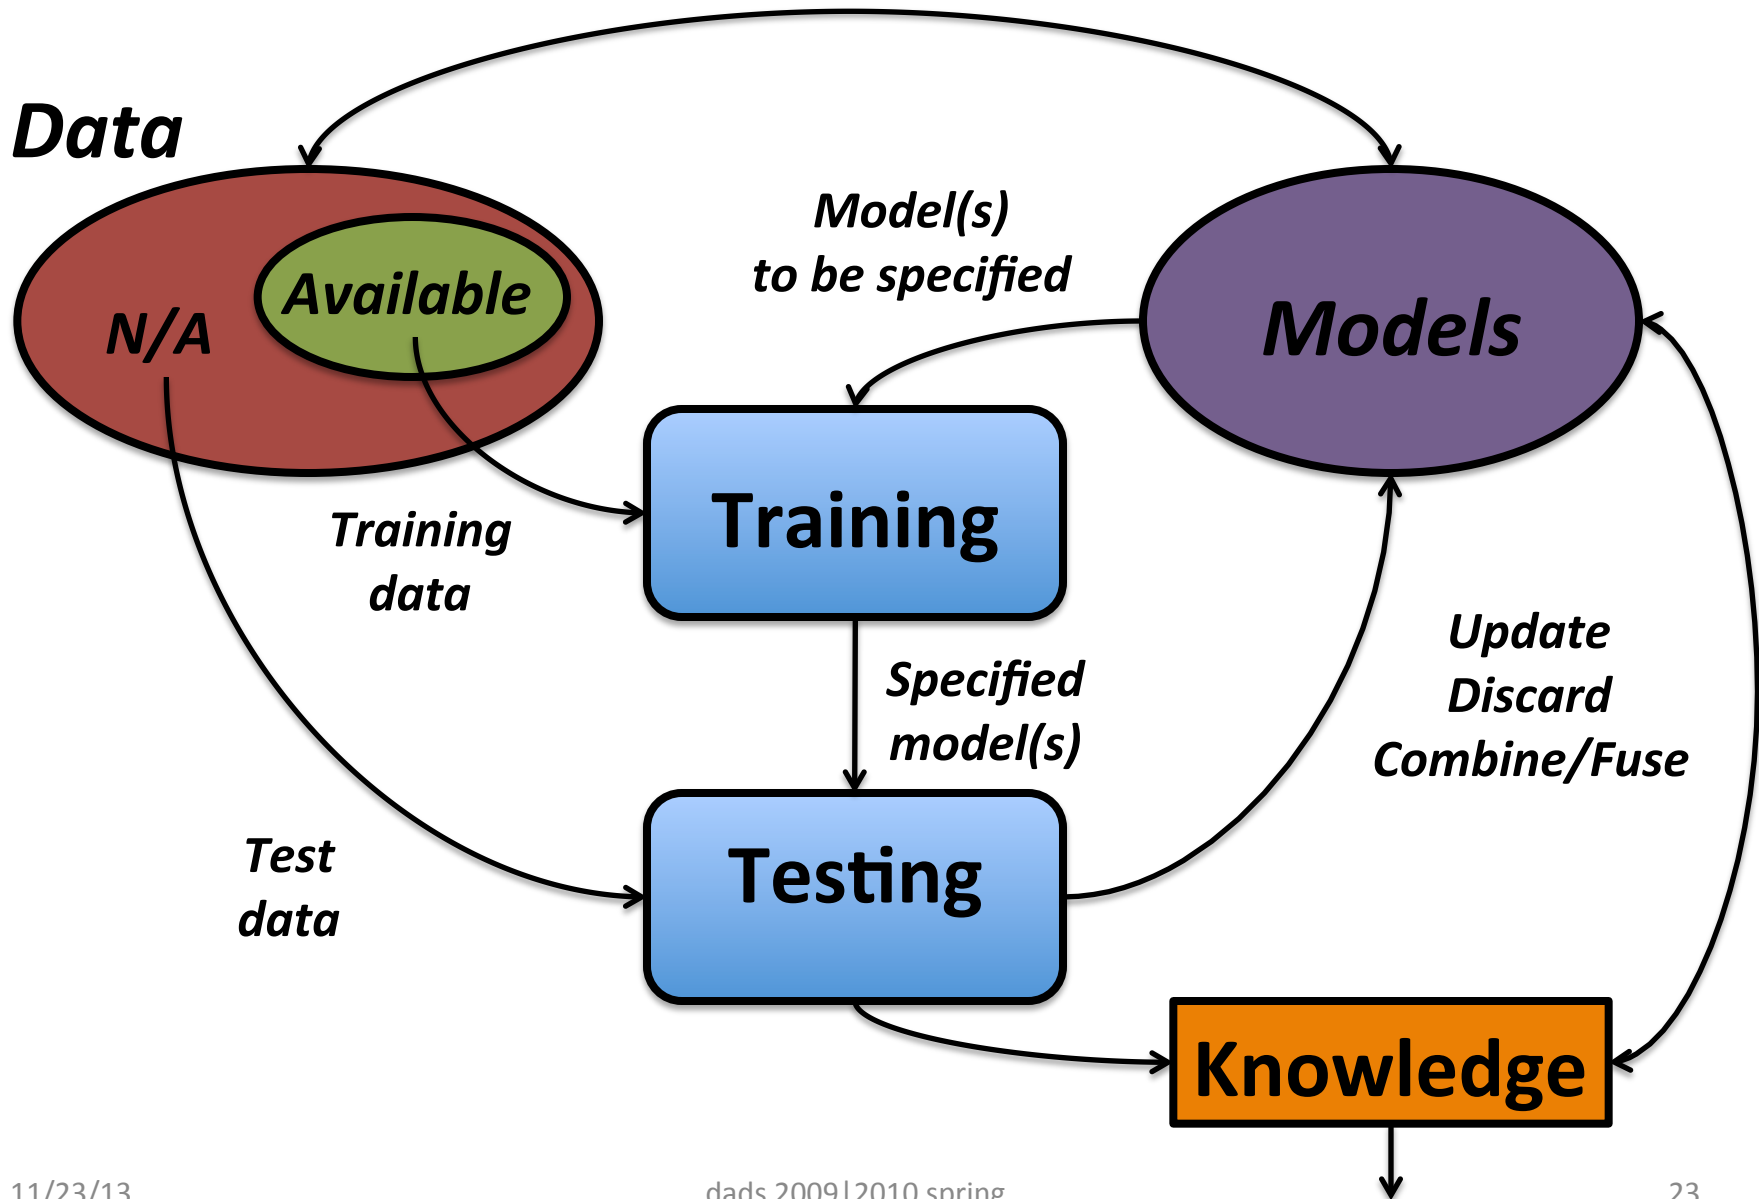 Data
Available
N/A
Model(s)
to be specified
Models
Training
data
Training
Specified
model(s)
Update
Discard
Combine/Fuse
Test
data
Testing
Knowledge
11/23/13
dads 2009|2010 spring
23